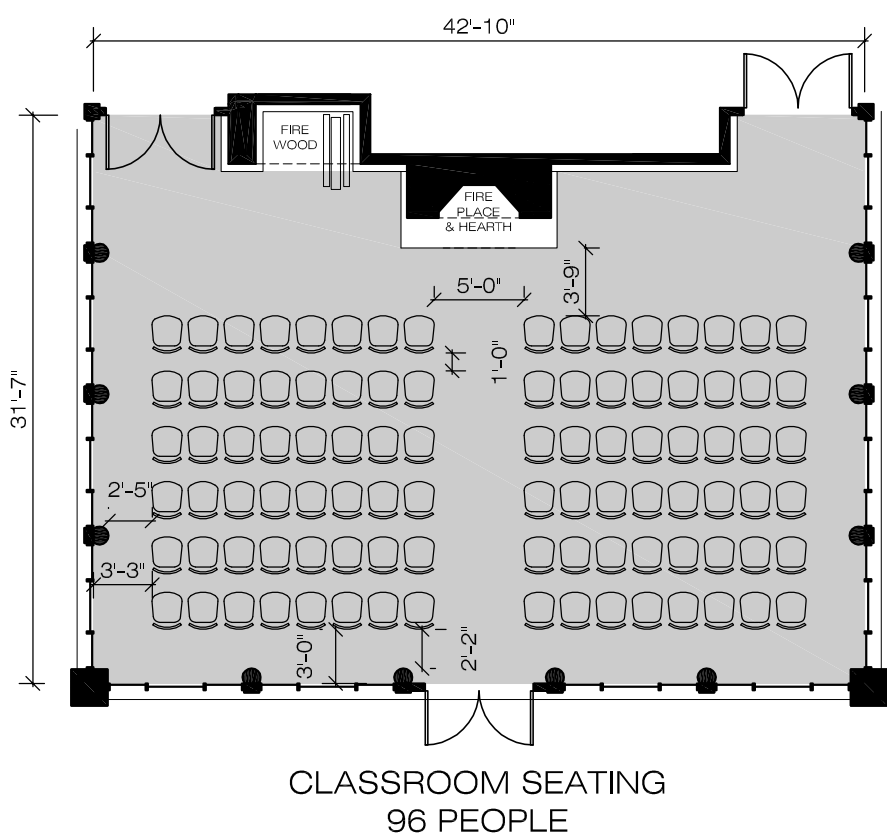 42'-10"
FIRE
WOOD
FIRE
PLACE
& HEARTH
5'-0"
3'-9"
1'-0"
31'-7"
2'-5"
3'-3"
3'-0"
2'-2"
CLASSROOM SEATING
96 PEOPLE